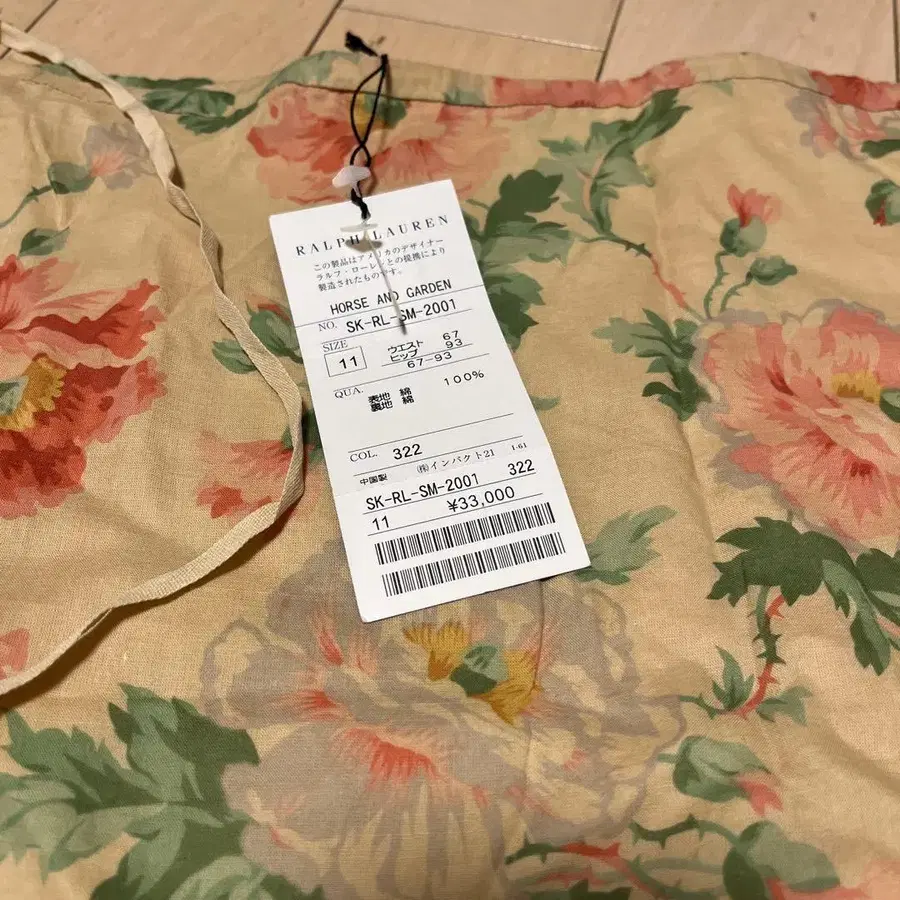 RALPH LAUREN
この製品はアメリカのデザイナー
ラルフ・ローレンとの提携により
製造されたものです。
HORSE AND GARDEN
NO. SK-RL-SM-2001
SIZE
11
ウエスト 67
ヒップ 93
67-93
QUA.
表地 綿 100%
裏地 綿
COL. 322
中国製 (株)インパクト21 1-61
SK-RL-SM-2001 322
11 ¥33,000